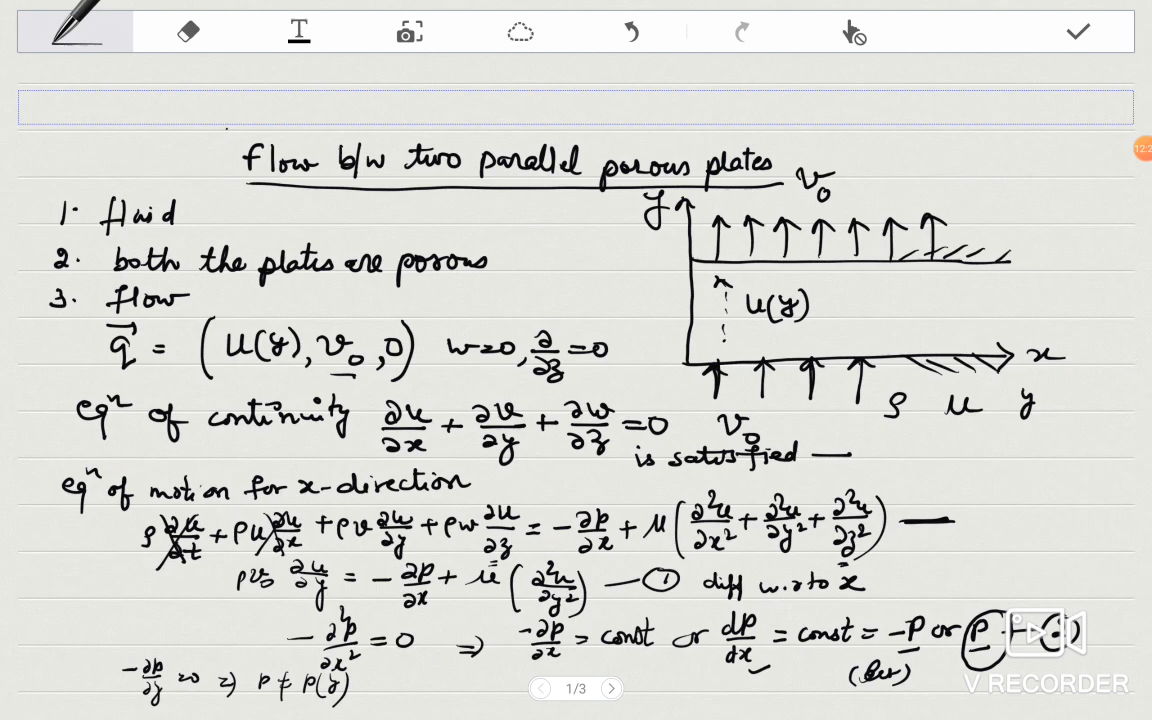 T
12:2
flow b/w two parallel porous plates
v₀
y
1. fluid
2. both the plates are porous
3. flow
u(y)
q⃗ = (u(y), v₀, 0) w=0, ∂/∂z =0
x
eqⁿ of continuity ∂u/∂x + ∂v/∂y + ∂w/∂z =0
v₀ ρ μ y
is satisfied —
eqⁿ of motion for x-direction
ρ ∂u/∂t + ρu ∂u/∂x + ρv ∂u/∂y + ρw ∂u/∂z = - ∂p/∂x + μ (∂²u/∂x² + ∂²u/∂y² + ∂²u/∂z²) —
ρv₀ ∂u/∂y = - ∂p/∂x + μ (∂²u/∂y²) — ① diff w.r.to x
- ∂²p/∂x² = 0 ⇒ -∂p/∂x = const or dp/dx = const = -P or P
-∂p/∂y =0 ⇒ p ≠ p(y)
1/3
V RECORDER